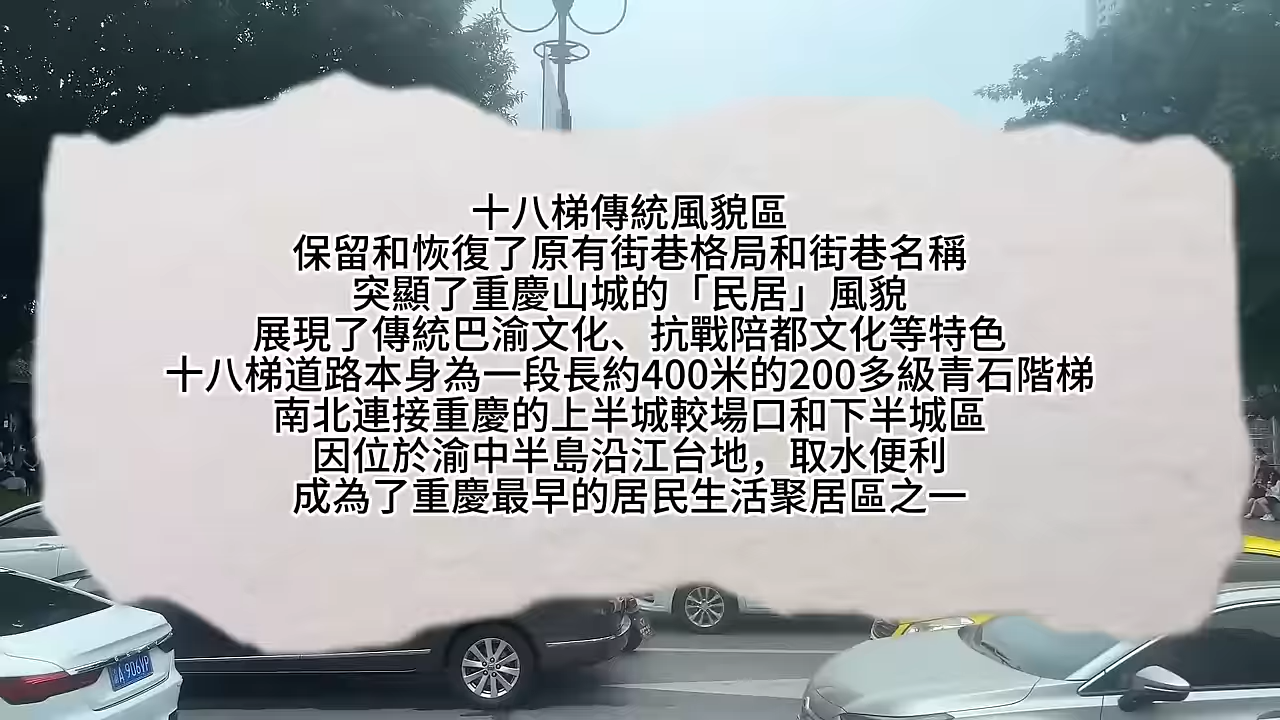 十八梯傳統風貌區
保留和恢復了原有街巷格局和街巷名稱
突顯了重慶山城的「民居」風貌
展現了傳統巴渝文化、抗戰陪都文化等特色
十八梯道路本身為一段長約400米的200多級青石階梯
南北連接重慶的上半城較場口和下半城區
因位於渝中半島沿江台地，取水便利
成為了重慶最早的居民生活聚居區之一